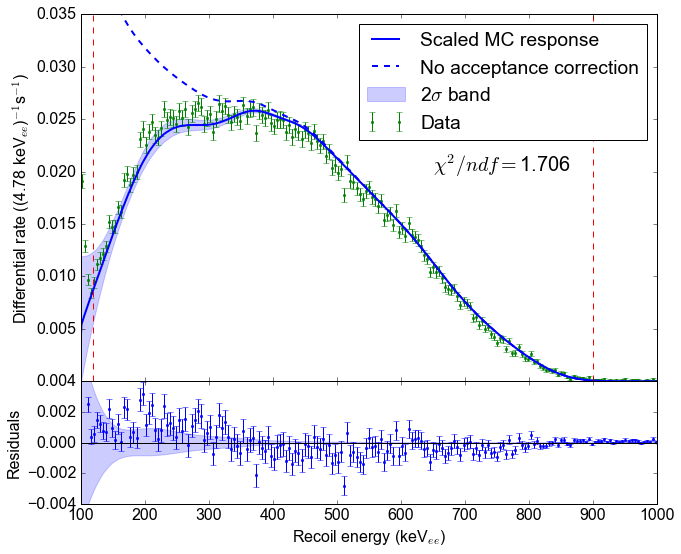 0.035
0.030
0.025
0.020
0.015
0.010
0.005
0.004
0.002
0.000
−0.002
−0.004
Differential rate ((4.78 keV_ee)^−1 s^−1)
Residuals
Scaled MC response
No acceptance correction
2σ band
Data
χ²/ndf = 1.706
100 200 300 400 500 600 700 800 900 1000
Recoil energy (keV_ee)